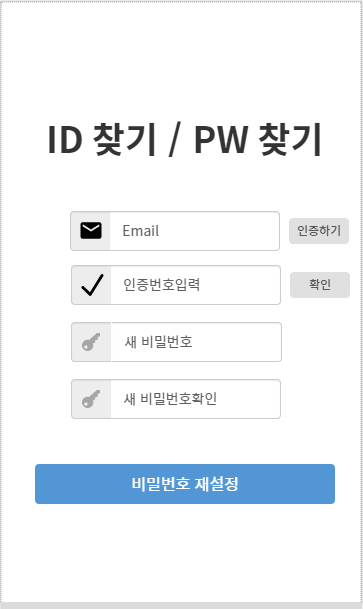 ID 찾기 / PW 찾기
Email
인증하기
인증번호입력
확인
새 비밀번호
새 비밀번호확인
비밀번호 재설정